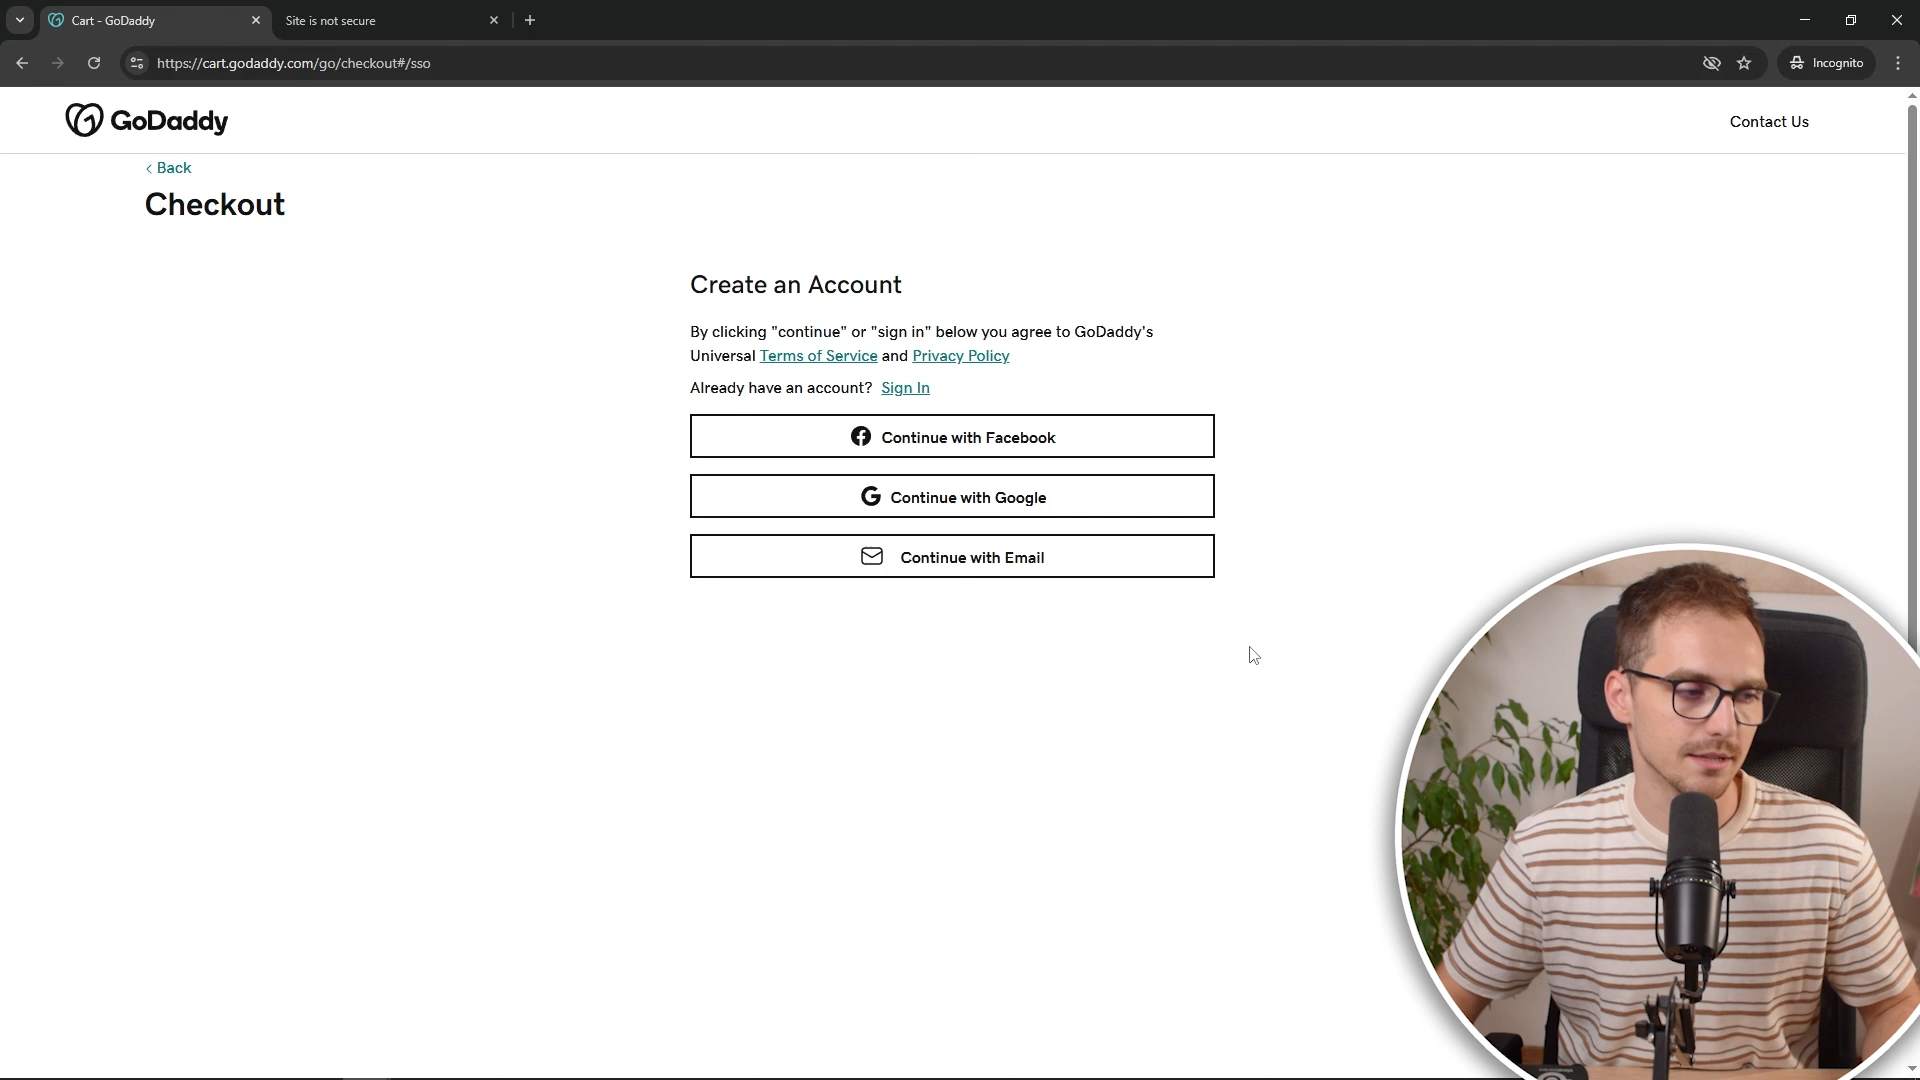 Cart - GoDaddy
Site is not secure
https://cart.godaddy.com/go/checkout#/sso
Incognito
GoDaddy
Contact Us
Back
Checkout
Create an Account
By clicking "continue" or "sign in" below you agree to GoDaddy's
Universal Terms of Service and Privacy Policy
Already have an account? Sign In
Continue with Facebook
Continue with Google
Continue with Email